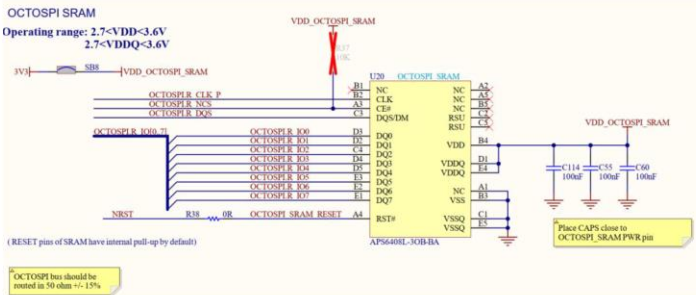 OCTOSPI SRAM
Operating range: 2.7<VDD<3.6V
2.7<VDDQ<3.6V
VDD_OCTOSPI_SRAM
3V3
SB8
VDD_OCTOSPI_SRAM
U20 OCTOSPI_SRAM
OCTOSPI_R_CLK_P
OCTOSPI_R_NCS
OCTOSPI_R_DQS
OCTOSPI_R_IO[0..7]
OCTOSPI_R_IO0
OCTOSPI_R_IO1
OCTOSPI_R_IO2
OCTOSPI_R_IO3
OCTOSPI_R_IO4
OCTOSPI_R_IO5
OCTOSPI_R_IO6
OCTOSPI_R_IO7
NRST R38 0R OCTOSPI_SRAM_RESET
B1 NC
B2 CLK
A3 CE#
C3 DQS/DM
D3 DQ0
D2 DQ1
C4 DQ2
D4 DQ3
D5 DQ4
E3 DQ5
E2 DQ6
E1 DQ7
A4 RST#
NC A2
NC A5
NC B5
RSU C2
RSU C5
VDD B4
VDDQ D1
VDDQ E4
NC A1
VSS B3
VSSQ C1
VSSQ E5
APS6408L-3OB-BA
VDD_OCTOSPI_SRAM
C114 100nF
C55 100nF
C60 100nF
Place CAPS close to
OCTOSPI_SRAM PWR pin
( RESET pins of SRAM have internal pull-up by default)
OCTOSPI bus should be
routed in 50 ohm +/- 15%